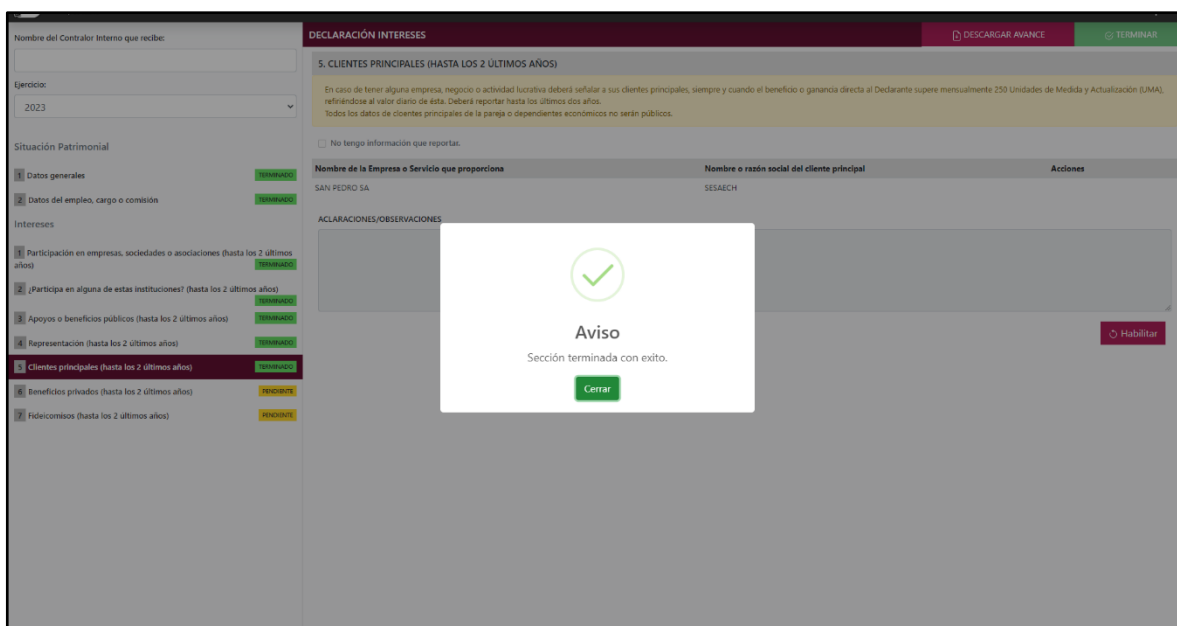 Nombre del Contralor Interno que recibe:
Ejercicio:
2023
Situación Patrimonial
1 Datos generales TERMINADO
2 Datos del empleo, cargo o comisión TERMINADO
Intereses
1 Participación en empresas, sociedades o asociaciones (hasta los 2 últimos
años) TERMINADO
2 ¿Participa en alguna de estas instituciones? (hasta los 2 últimos años)
TERMINADO
3 Apoyos o beneficios públicos (hasta los 2 últimos años) TERMINADO
4 Representación (hasta los 2 últimos años) TERMINADO
5 Clientes principales (hasta los 2 últimos años) TERMINADO
6 Beneficios privados (hasta los 2 últimos años) PENDIENTE
7 Fideicomisos (hasta los 2 últimos años) PENDIENTE
DECLARACIÓN INTERESES
DESCARGAR AVANCE
TERMINAR
5. CLIENTES PRINCIPALES (HASTA LOS 2 ÚLTIMOS AÑOS)
En caso de tener alguna empresa, negocio o actividad lucrativa deberá señalar a sus clientes principales, siempre y cuando el beneficio o ganancia directa al Declarante supere mensualmente 250 Unidades de Medida y Actualización (UMA),
refiriéndose al valor diario de ésta. Deberá reportar hasta los últimos dos años.
Todos los datos de cloentes principales de la pareja o dependientes económicos no serán públicos.
No tengo información que reportar.
Nombre de la Empresa o Servicio que proporciona Nombre o razón social del cliente principal Acciones
SAN PEDRO SA SESAECH
ACLARACIONES/OBSERVACIONES
Habilitar
Aviso
Sección terminada con exito.
Cerrar